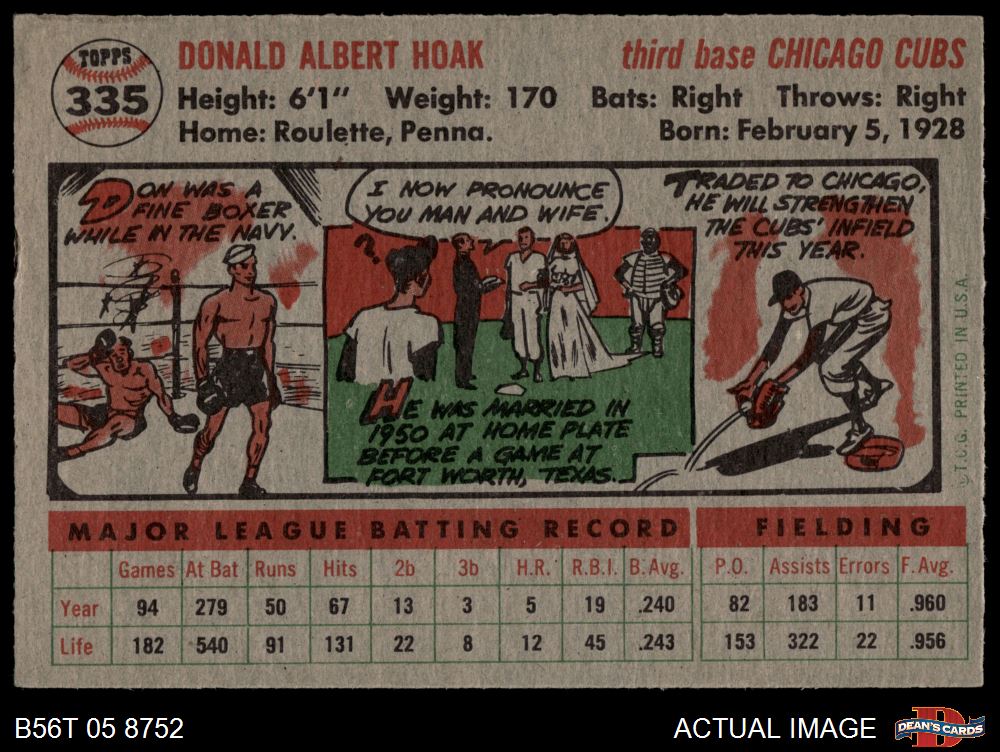 TOPPS
335
DONALD ALBERT HOAK
third base CHICAGO CUBS
Height: 6'1" Weight: 170 Bats: Right Throws: Right
Home: Roulette, Penna. Born: February 5, 1928
DON WAS A
FINE BOXER
WHILE IN THE NAVY.
I NOW PRONOUNCE
YOU MAN AND WIFE.
?
HE WAS MARRIED IN
1950 AT HOME PLATE
BEFORE A GAME AT
FORT WORTH, TEXAS.
TRADED TO CHICAGO,
HE WILL STRENGTHEN
THE CUBS' INFIELD
THIS YEAR.
©T.C.G. PRINTED IN U.S.A
MAJOR LEAGUE BATTING RECORD FIELDING
Games At Bat Runs Hits 2b 3b H.R. R.B.I. B.Avg. P.O. Assists Errors F.Avg.
Year 94 279 50 67 13 3 5 19 .240 82 183 11 .960
Life 182 540 91 131 22 8 12 45 .243 153 322 22 .956
B56T 05 8752
ACTUAL IMAGE
D
DEAN'S CARDS